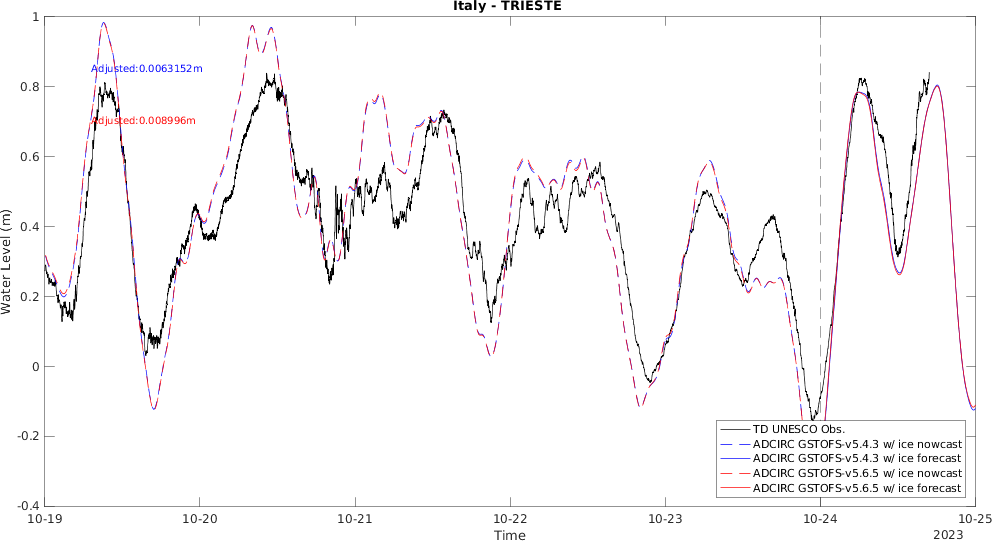 Italy - TRIESTE
Adjusted:0.0063152m
Adjusted:0.008996m
Water Level (m)
1
0.8
0.6
0.4
0.2
0
-0.2
-0.4
TD UNESCO Obs.
ADCIRC GSTOFS-v5.4.3 w/ ice nowcast
ADCIRC GSTOFS-v5.4.3 w/ ice forecast
ADCIRC GSTOFS-v5.6.5 w/ ice nowcast
ADCIRC GSTOFS-v5.6.5 w/ ice forecast
10-19 10-20 10-21 10-22 10-23 10-24 10-25
Time
2023